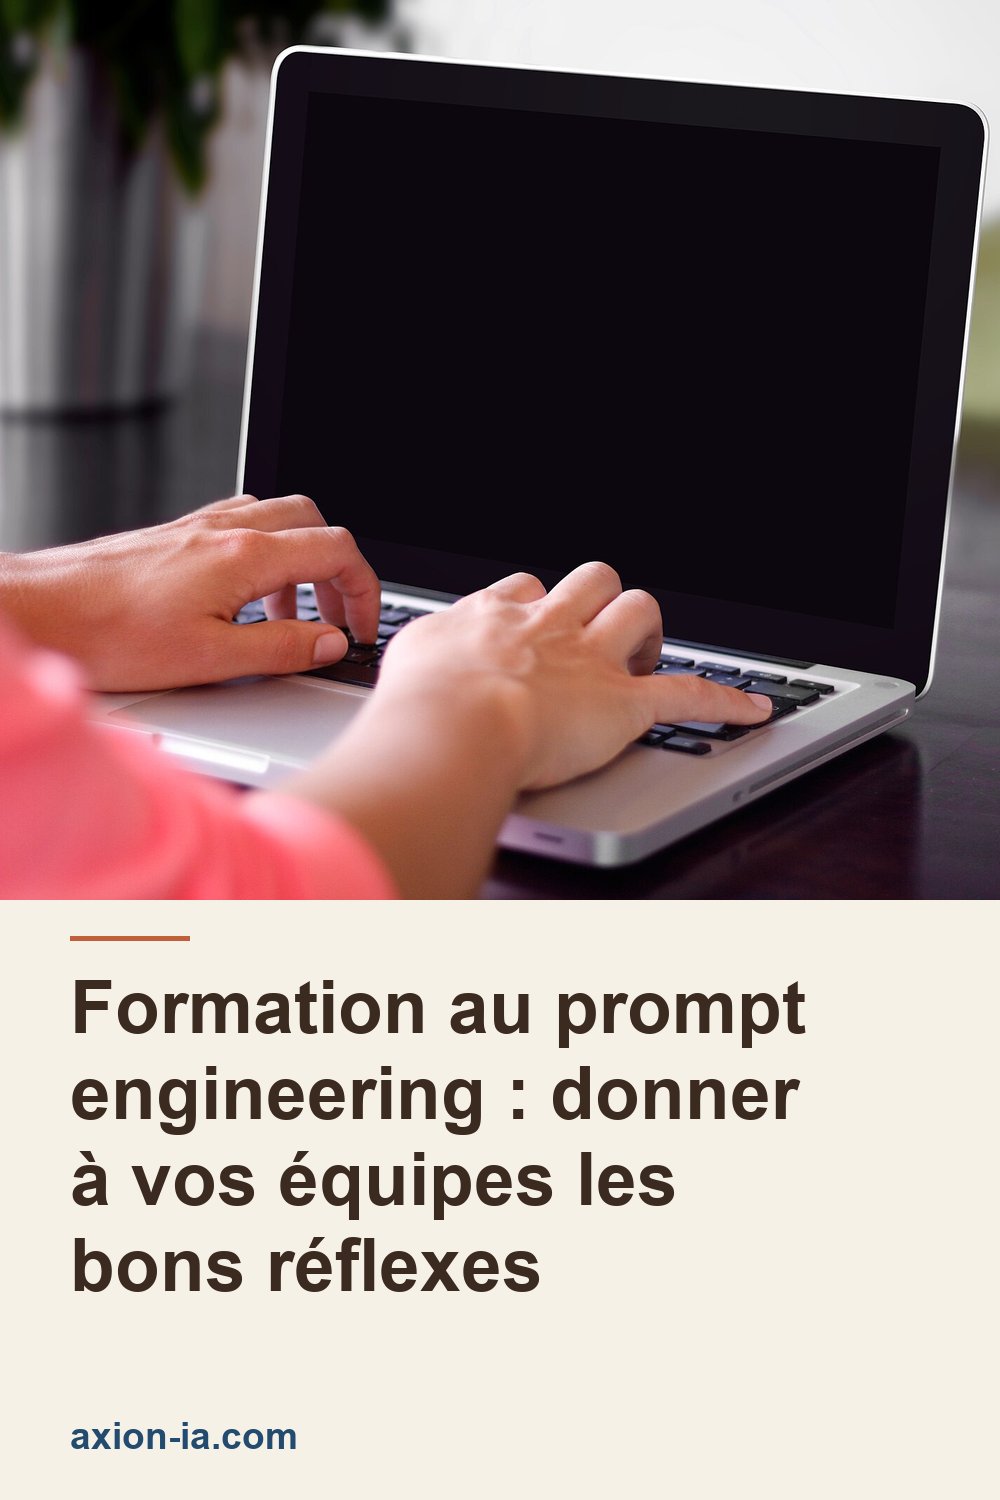 Formation au prompt
engineering : donner
à vos équipes les
bons réflexes
axion-ia.com